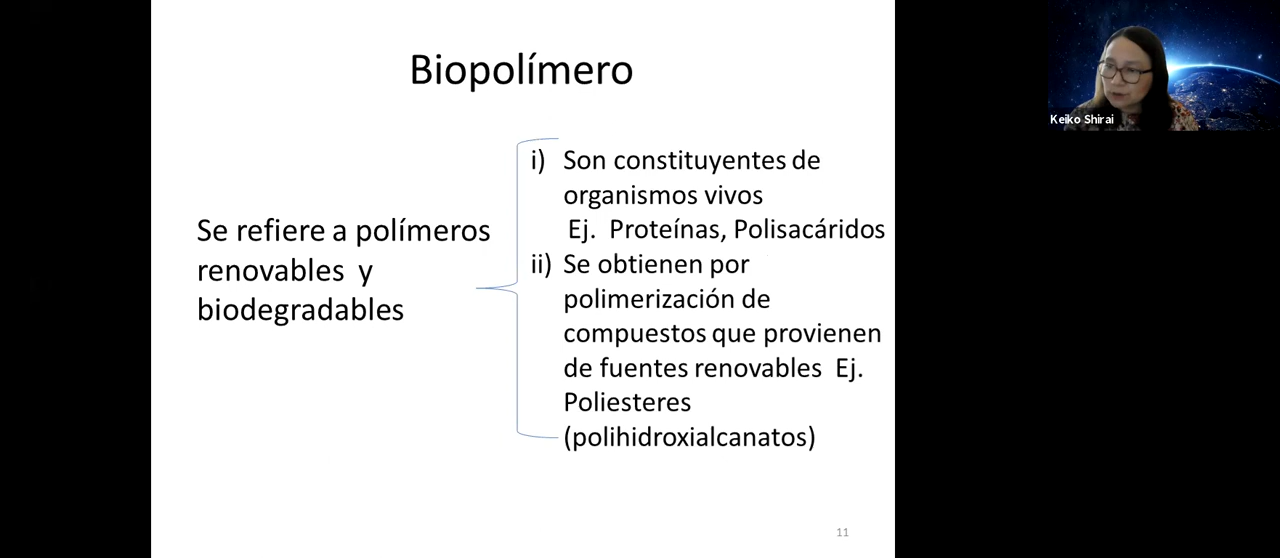 Biopolímero
Se refiere a polímeros
renovables y
biodegradables
i) Son constituyentes de
organismos vivos
Ej. Proteínas, Polisacáridos
ii) Se obtienen por
polimerización de
compuestos que provienen
de fuentes renovables Ej.
Poliesteres
(polihidroxialcanatos)
11
Keiko Shirai